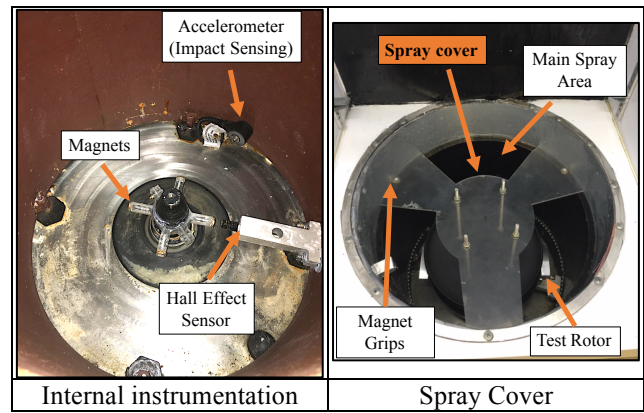 Accelerometer
(Impact Sensing)
Magnets
Hall Effect
Sensor
Internal instrumentation
Spray cover
Main Spray
Area
Magnet
Grips
Test Rotor
Spray Cover